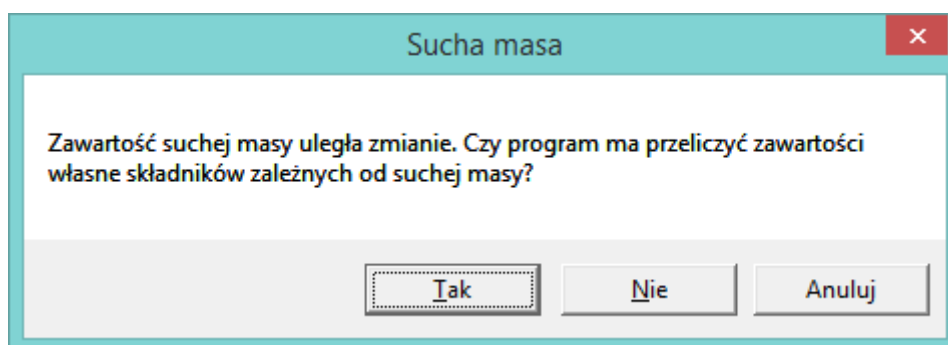 Sucha masa
Zawartość suchej masy uległa zmianie. Czy program ma przeliczyć zawartości
własne składników zależnych od suchej masy?
Tak Nie Anuluj